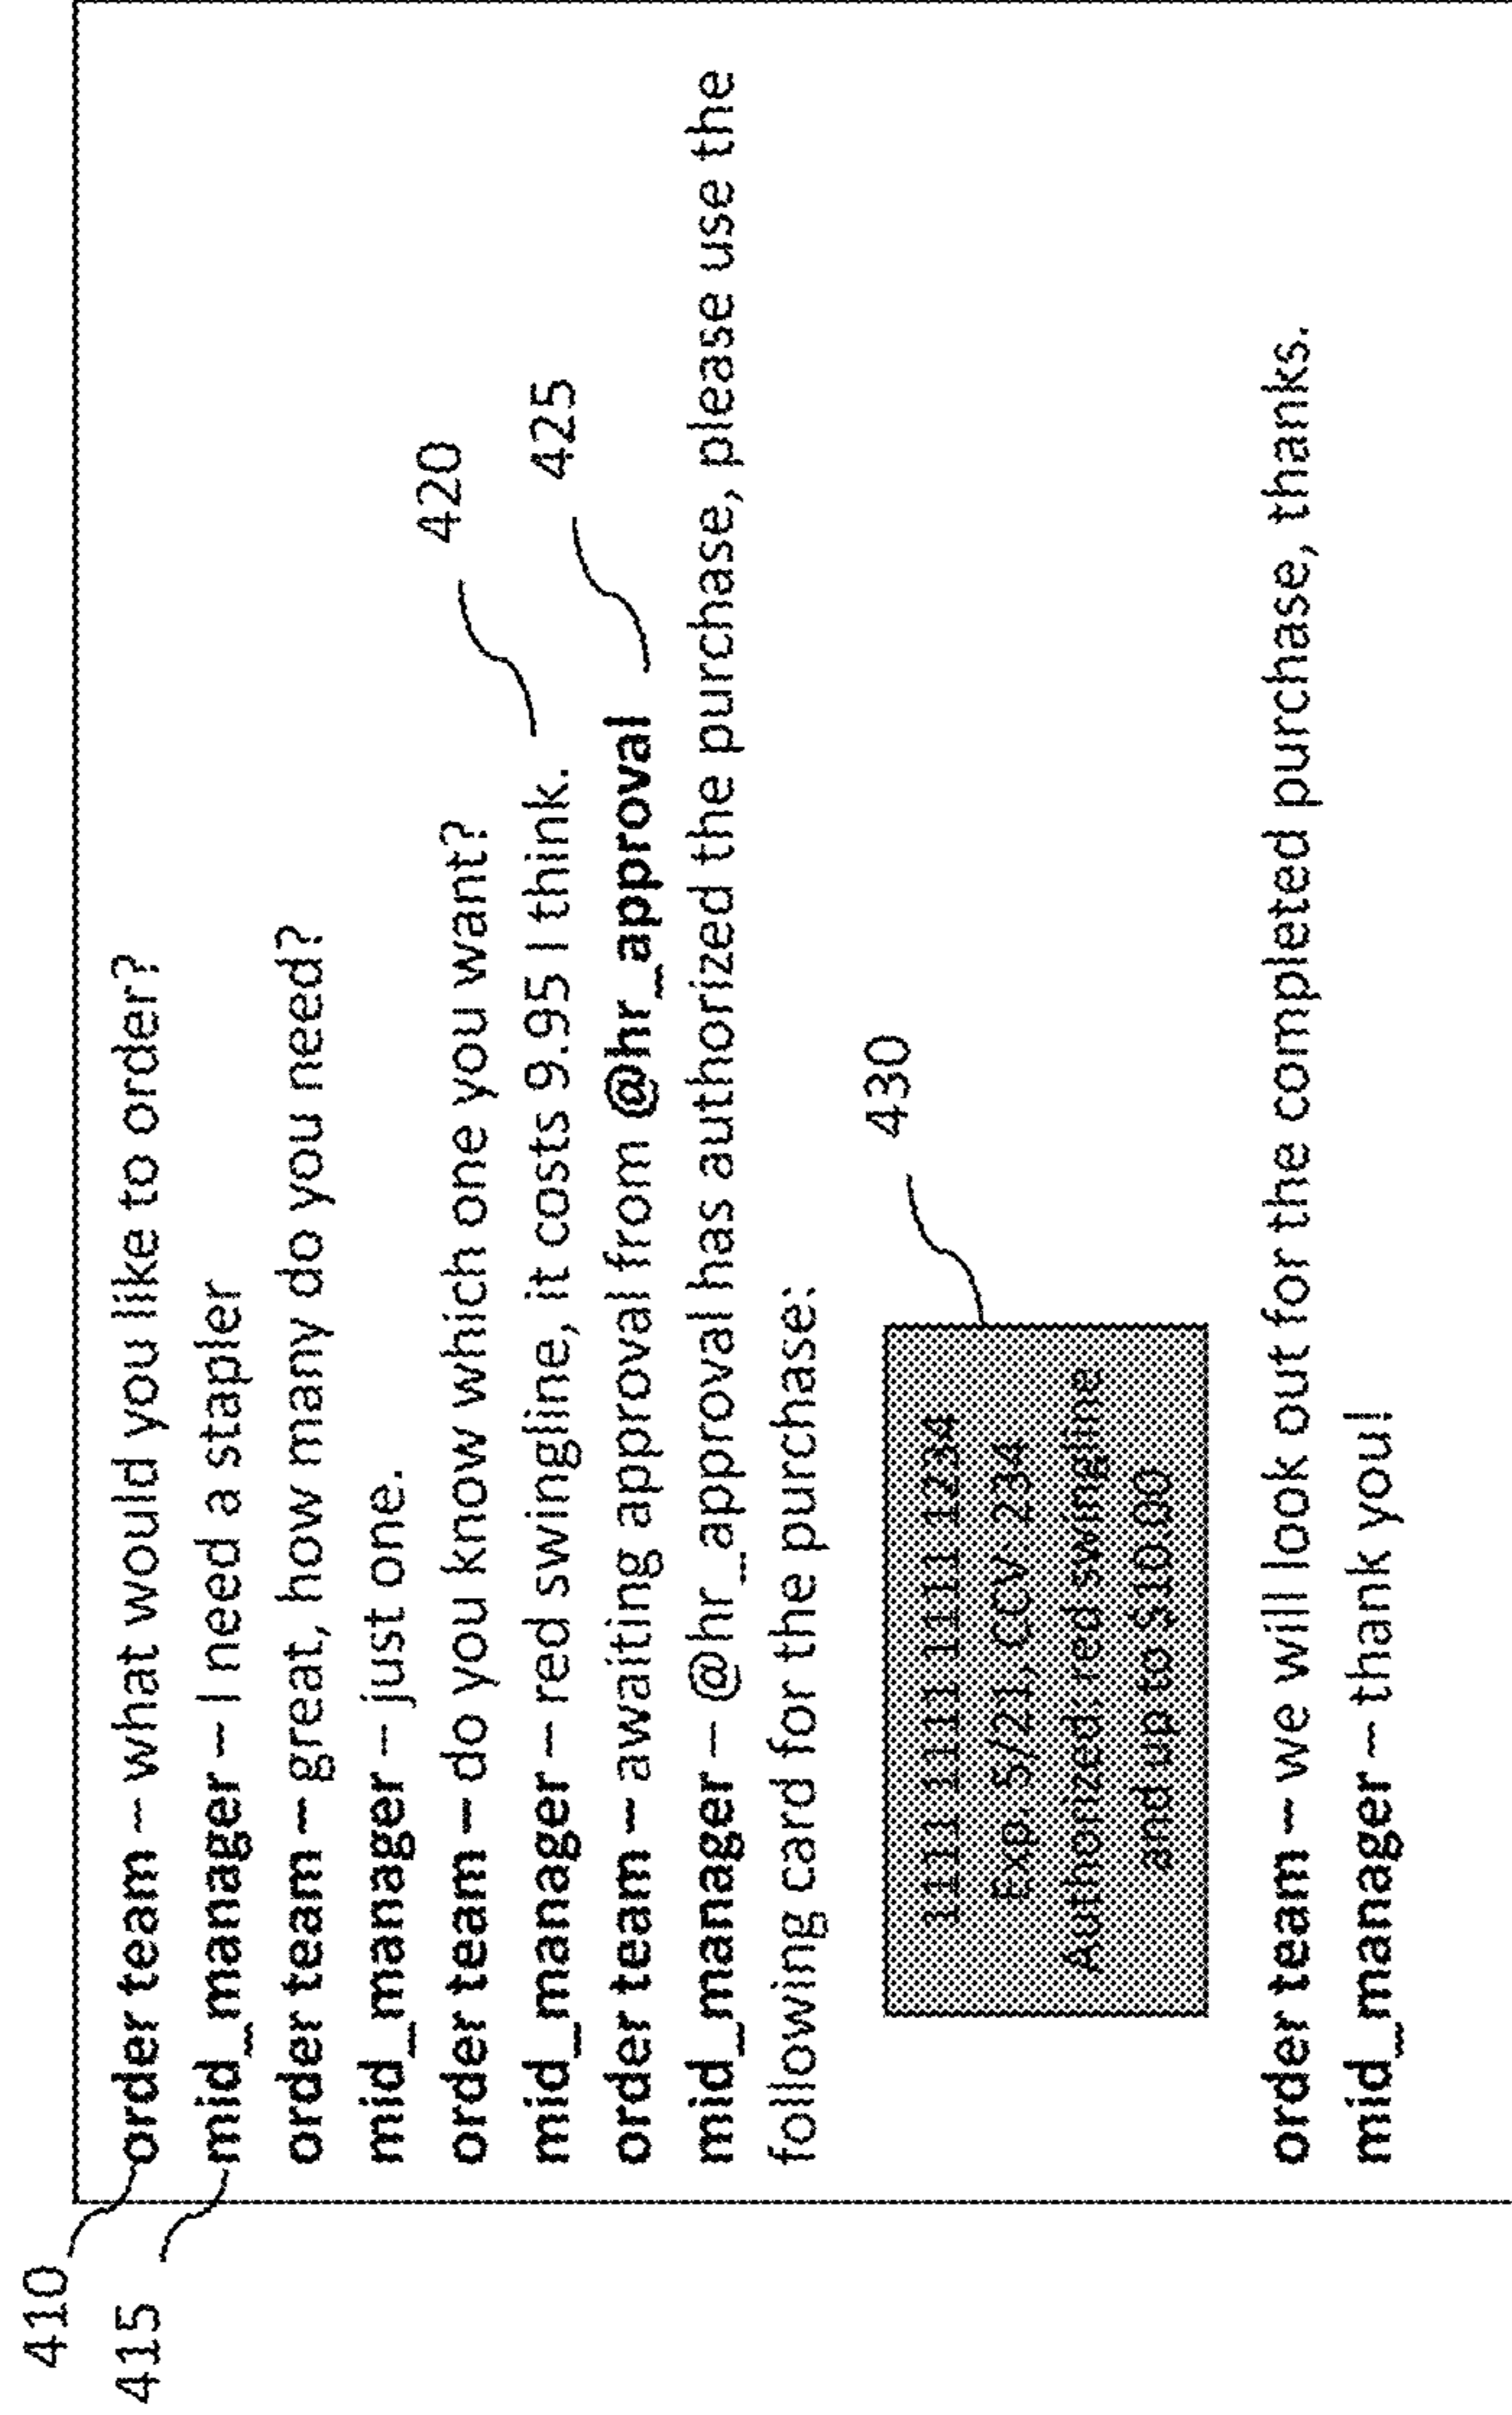 410
order team – what would you like to order?
415
mid_manager – I need a stapler
order team – great, how many do you need?
mid_manager – just one.
order team – do you know which one you want?
420
mid_manager – red swingline, it costs 9.95 I think.
425
order team – awaiting approval from @hr_approval
mid_manager – @hr_approval has authorized the purchase, please use the
following card for the purchase:
430
1111 1111 1111 1234
Exp. 5/21, CCV 234
Authorized: red swingline
and up to $10.00
order team – we will look out for the completed purchase, thanks.
mid_manager – thank you!